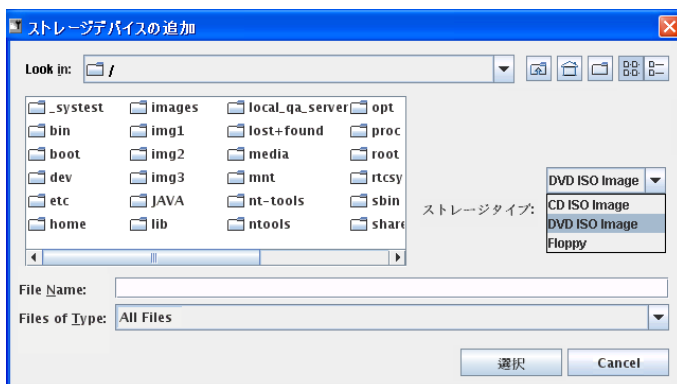 ストレージデバイスの追加
Look in: /
_systest images local_qa_server opt
bin img1 lost+found proc
boot img2 media root
dev img3 mnt rtcsy
etc JAVA nt-tools sbin
home lib ntools share
ストレージタイプ: DVD ISO Image
CD ISO Image
DVD ISO Image
Floppy
File Name:
Files of Type: All Files
選択 Cancel